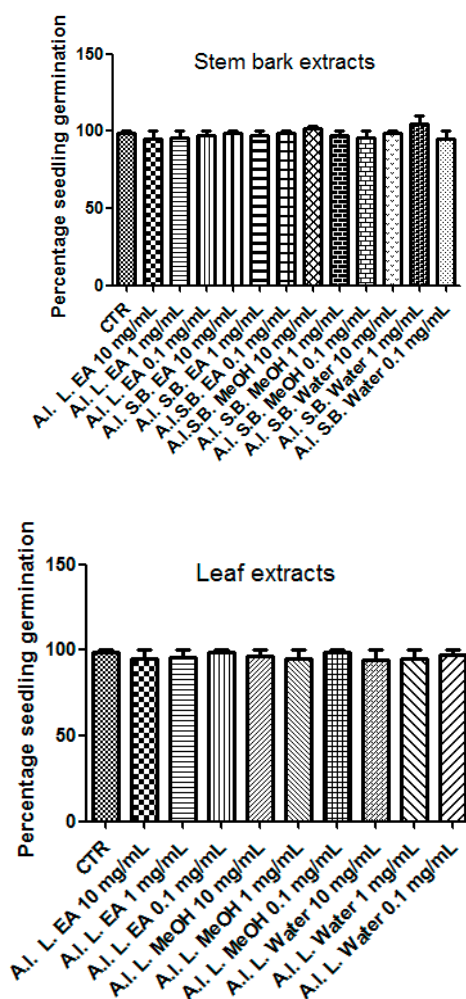 Stem bark extracts
Percentage seedling germination
150
100
50
0
CTR
A.I. L. EA 10 mg/mL
A.I. L. EA 1 mg/mL
A.I. L. EA 0.1 mg/mL
A.I. S.B. EA 10 mg/mL
A.I. S.B. EA 1 mg/mL
A.I.S.B. EA 0.1 mg/mL
A.I.S.B. MeOH 10 mg/mL
A.I. S.B. MeOH 1 mg/mL
A.I. S.B. MeOH 0.1 mg/mL
A.I. S.B. Water 10 mg/mL
A.I. S.B. Water 1 mg/mL
A.I. S.B. Water 0.1 mg/mL
Leaf extracts
Percentage seedling germination
150
100
50
0
CTR
A.I. L. EA 10 mg/mL
A.I. L. EA 1 mg/mL
A.I. L. EA 0.1 mg/mL
A.I. L. MeOH 10 mg/mL
A.I. L. MeOH 1 mg/mL
A.I. L. MeOH 0.1 mg/mL
A.I. L. Water 10 mg/mL
A.I. L. Water 1 mg/mL
A.I. L. Water 0.1 mg/mL